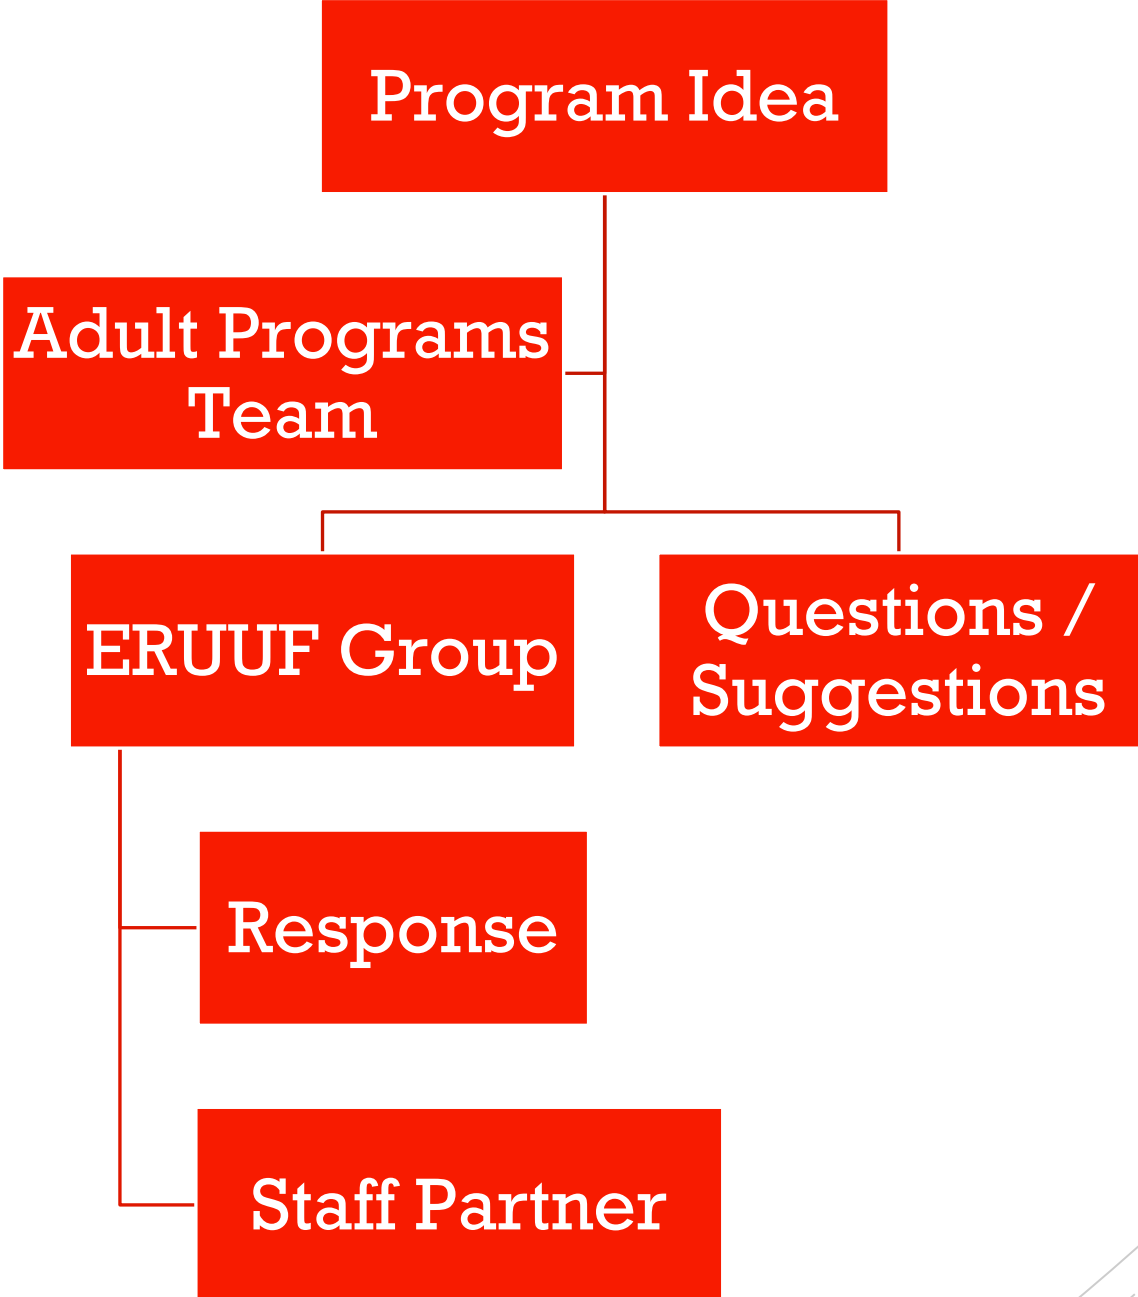 Program Idea
Adult Programs
Team
ERUUF Group
Questions /
Suggestions
Response
Staff Partner